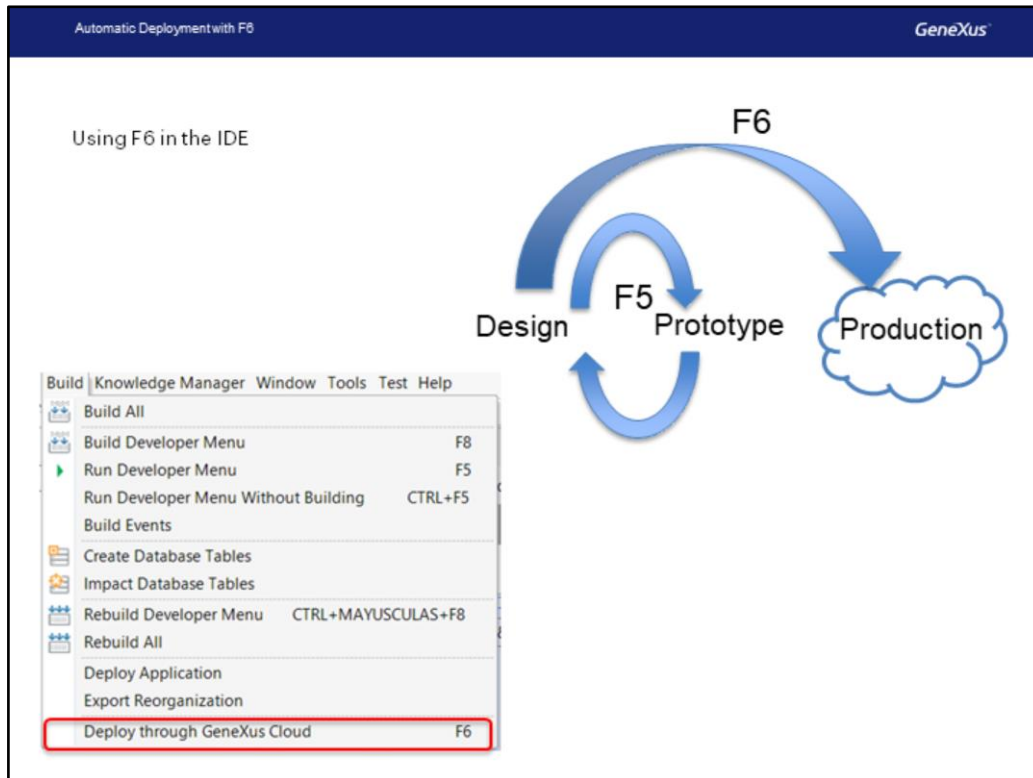 Automatic Deployment with F6
GeneXus
Using F6 in the IDE
F6
F5
Design
Prototype
Production
Build Knowledge Manager Window Tools Test Help
Build All
Build Developer Menu F8
Run Developer Menu F5
Run Developer Menu Without Building CTRL+F5
Build Events
Create Database Tables
Impact Database Tables
Rebuild Developer Menu CTRL+MAYUSCULAS+F8
Rebuild All
Deploy Application
Export Reorganization
Deploy through GeneXus Cloud F6